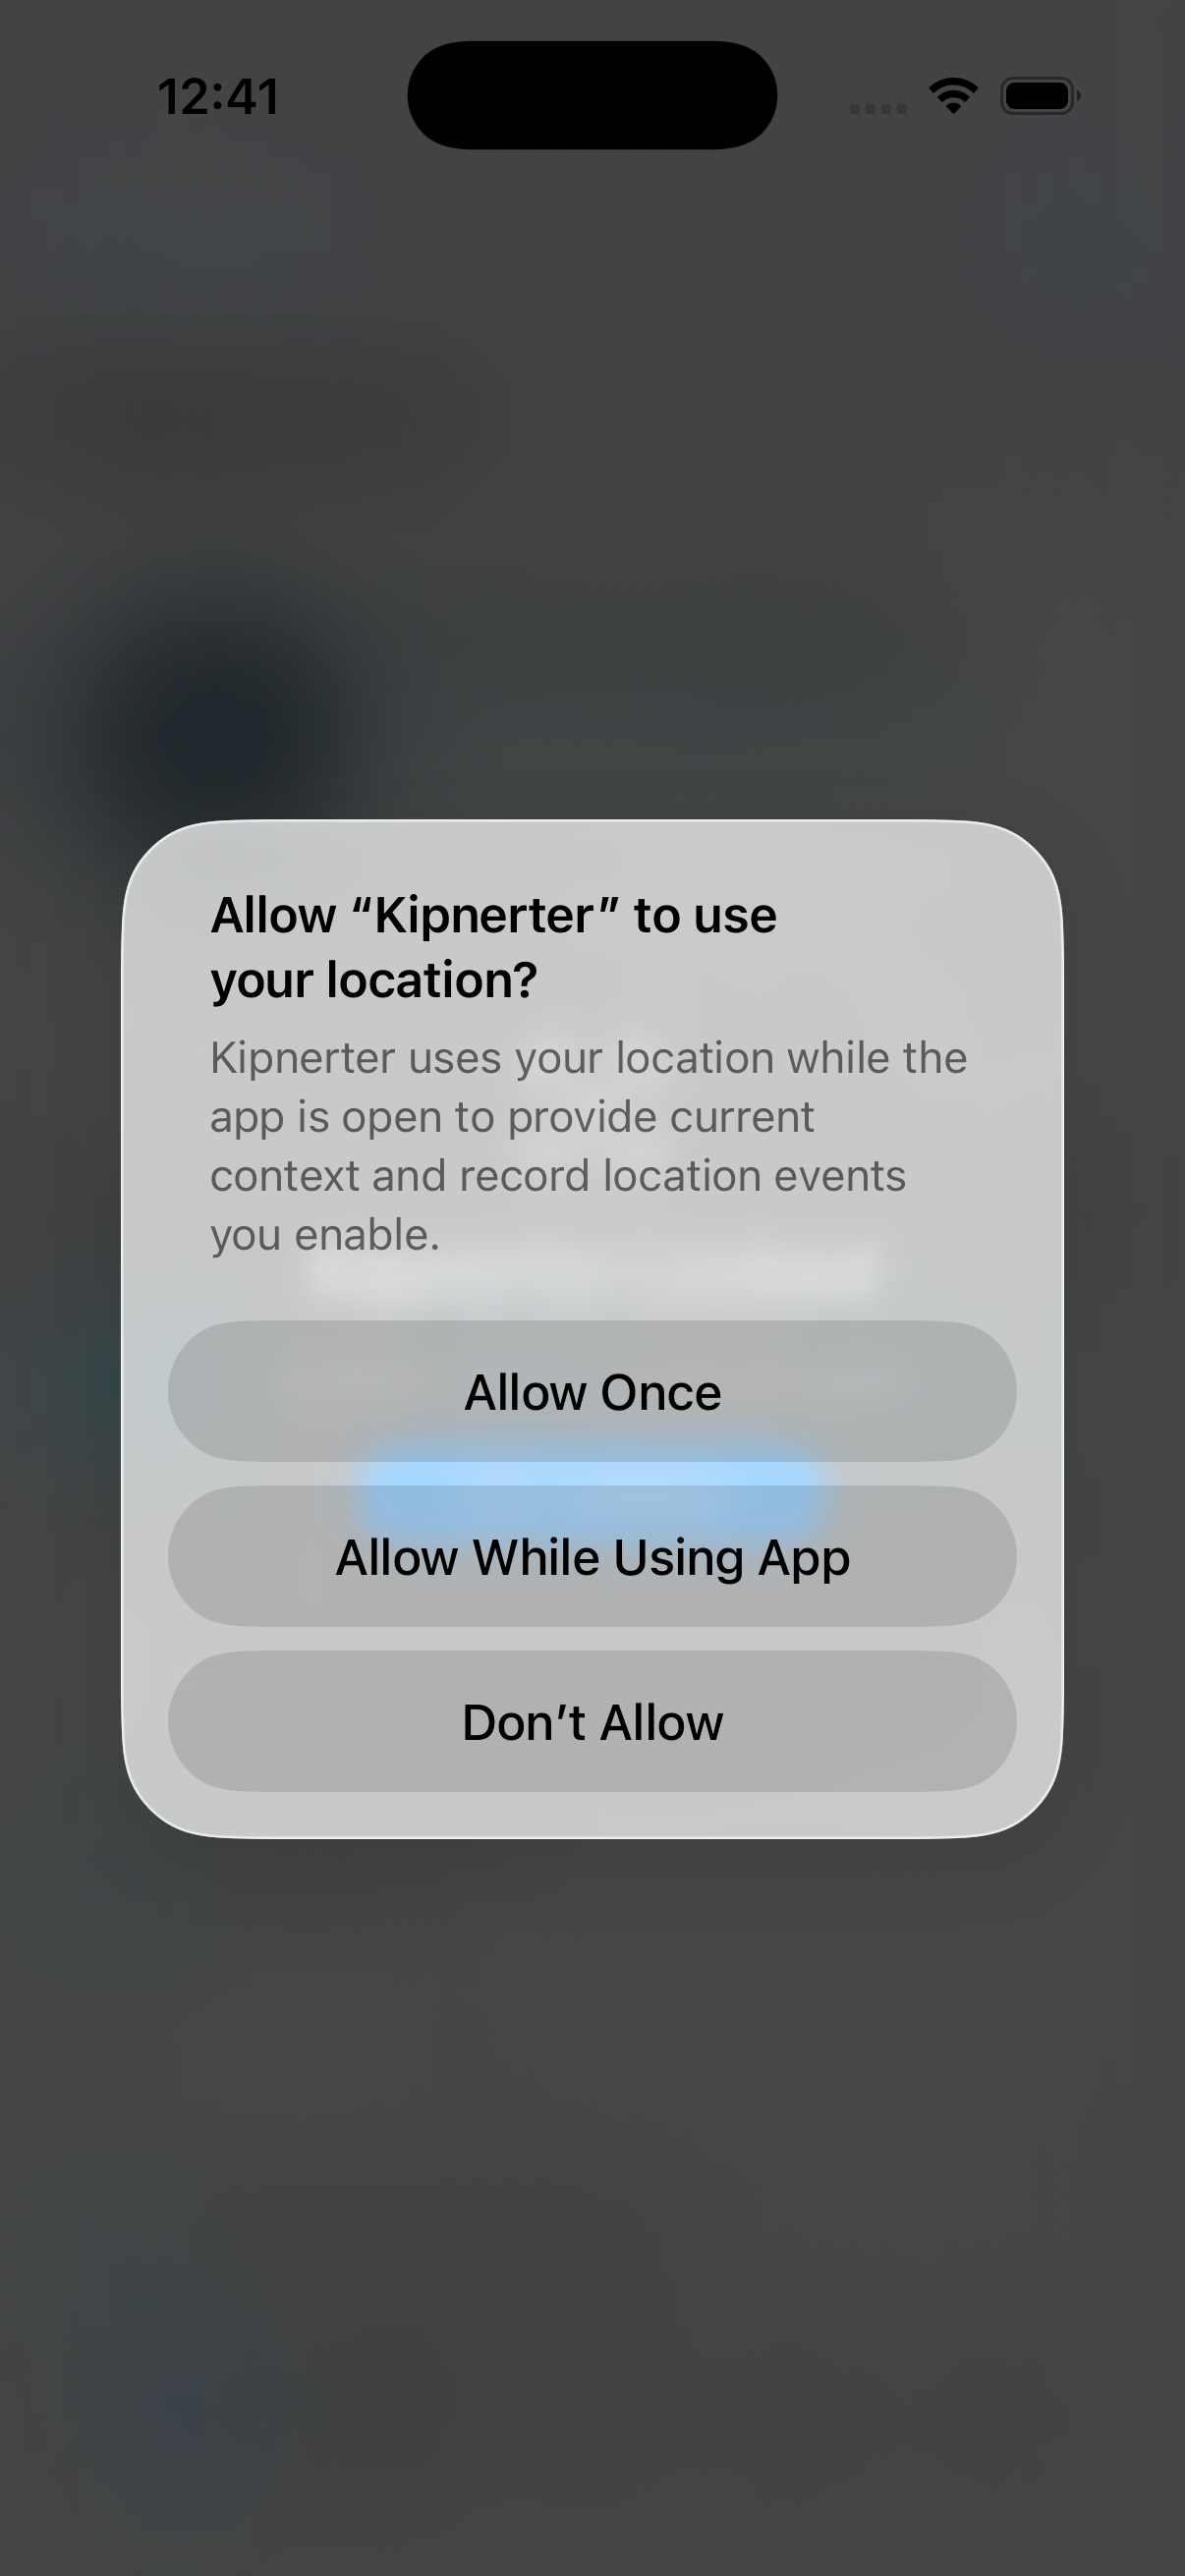 12:41
Allow “Kipnerter” to use
your location?
Kipnerter uses your location while the
app is open to provide current
context and record location events
you enable.
Allow Once
Allow While Using App
Don’t Allow